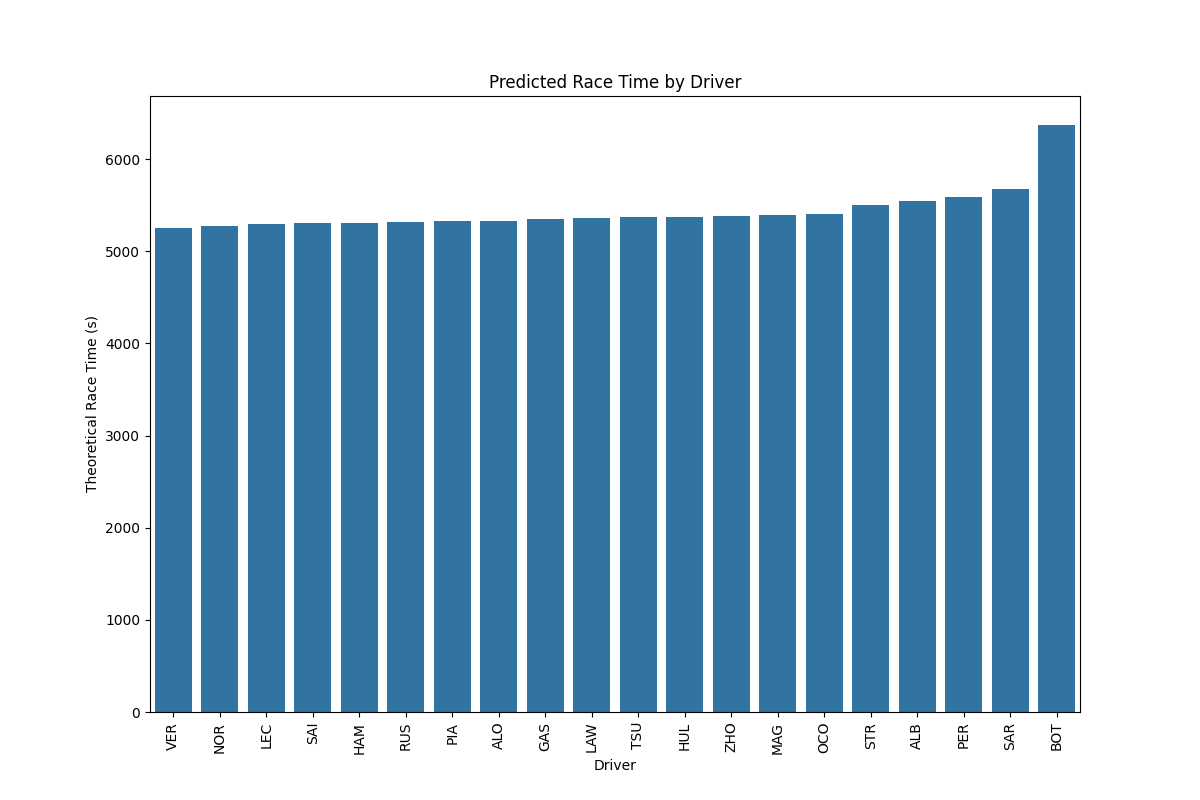 Predicted Race Time by Driver
Theoretical Race Time (s)
6000
5000
4000
3000
2000
1000
0
VER NOR LEC SAI HAM RUS PIA ALO GAS LAW TSU HUL ZHO MAG OCO STR ALB PER SAR BOT
Driver